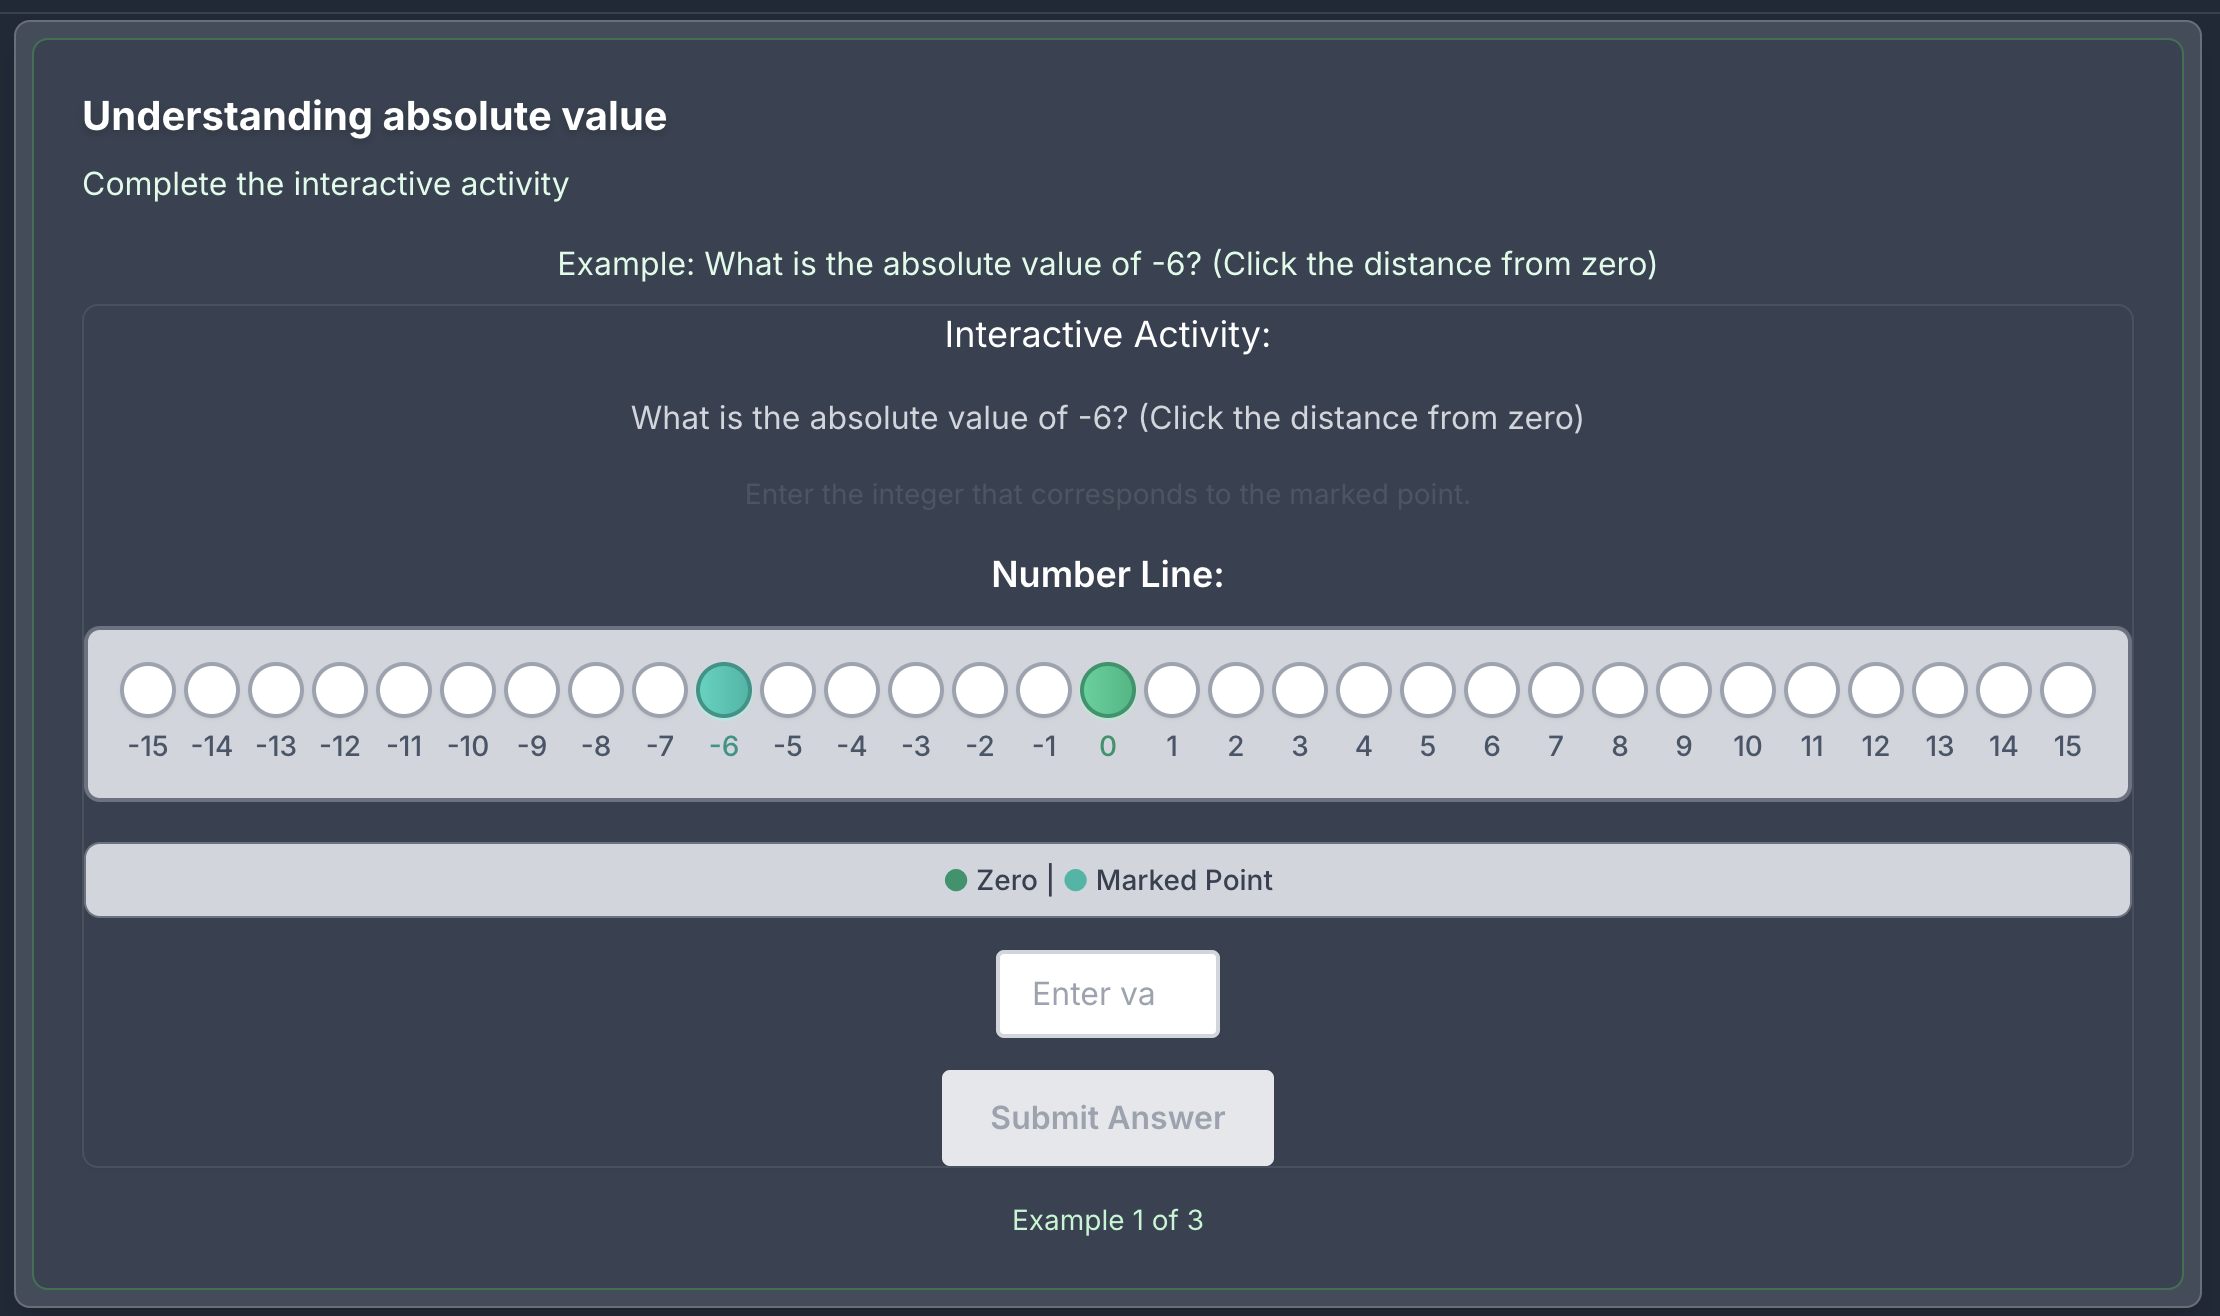 Understanding absolute value
Complete the interactive activity
Example: What is the absolute value of -6? (Click the distance from zero)
Interactive Activity:
What is the absolute value of -6? (Click the distance from zero)
Enter the integer that corresponds to the marked point.
Number Line:
-15 -14 -13 -12 -11 -10 -9 -8 -7 -6 -5 -4 -3 -2 -1 0 1 2 3 4 5 6 7 8 9 10 11 12 13 14 15
Zero | Marked Point
Enter va
Submit Answer
Example 1 of 3